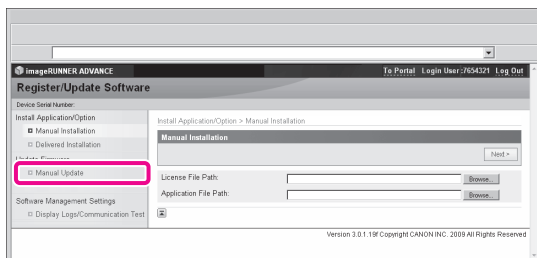 imageRUNNER ADVANCE
To Portal Login User:7654321 Log Out
Register/Update Software
Device Serial Number:
Install Application/Option
Manual Installation
Delivered Installation
Update Firmware
Manual Update
Software Management Settings
Display Logs/Communication Test
Install Application/Option > Manual Installation
Manual Installation
Next
License File Path:
Browse...
Application File Path:
Browse...
Version 3.0.1.19f Copyright CANON INC. 2009 All Rights Reserved